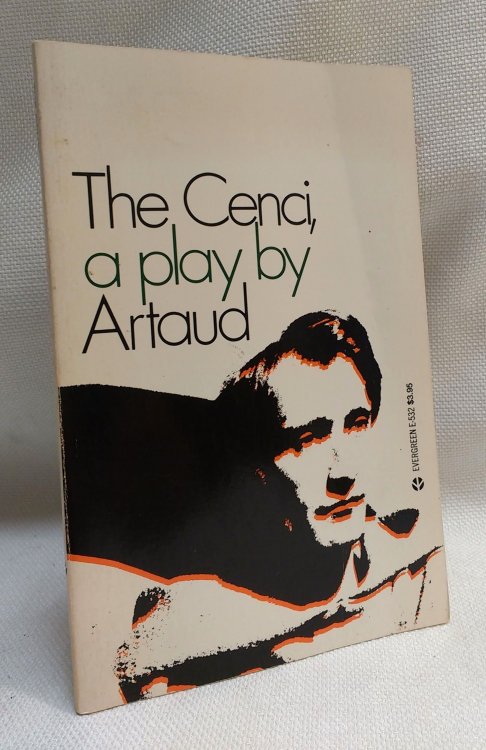 The Cenci,
a play by
Artaud
EVERGREEN E-532 $3.95